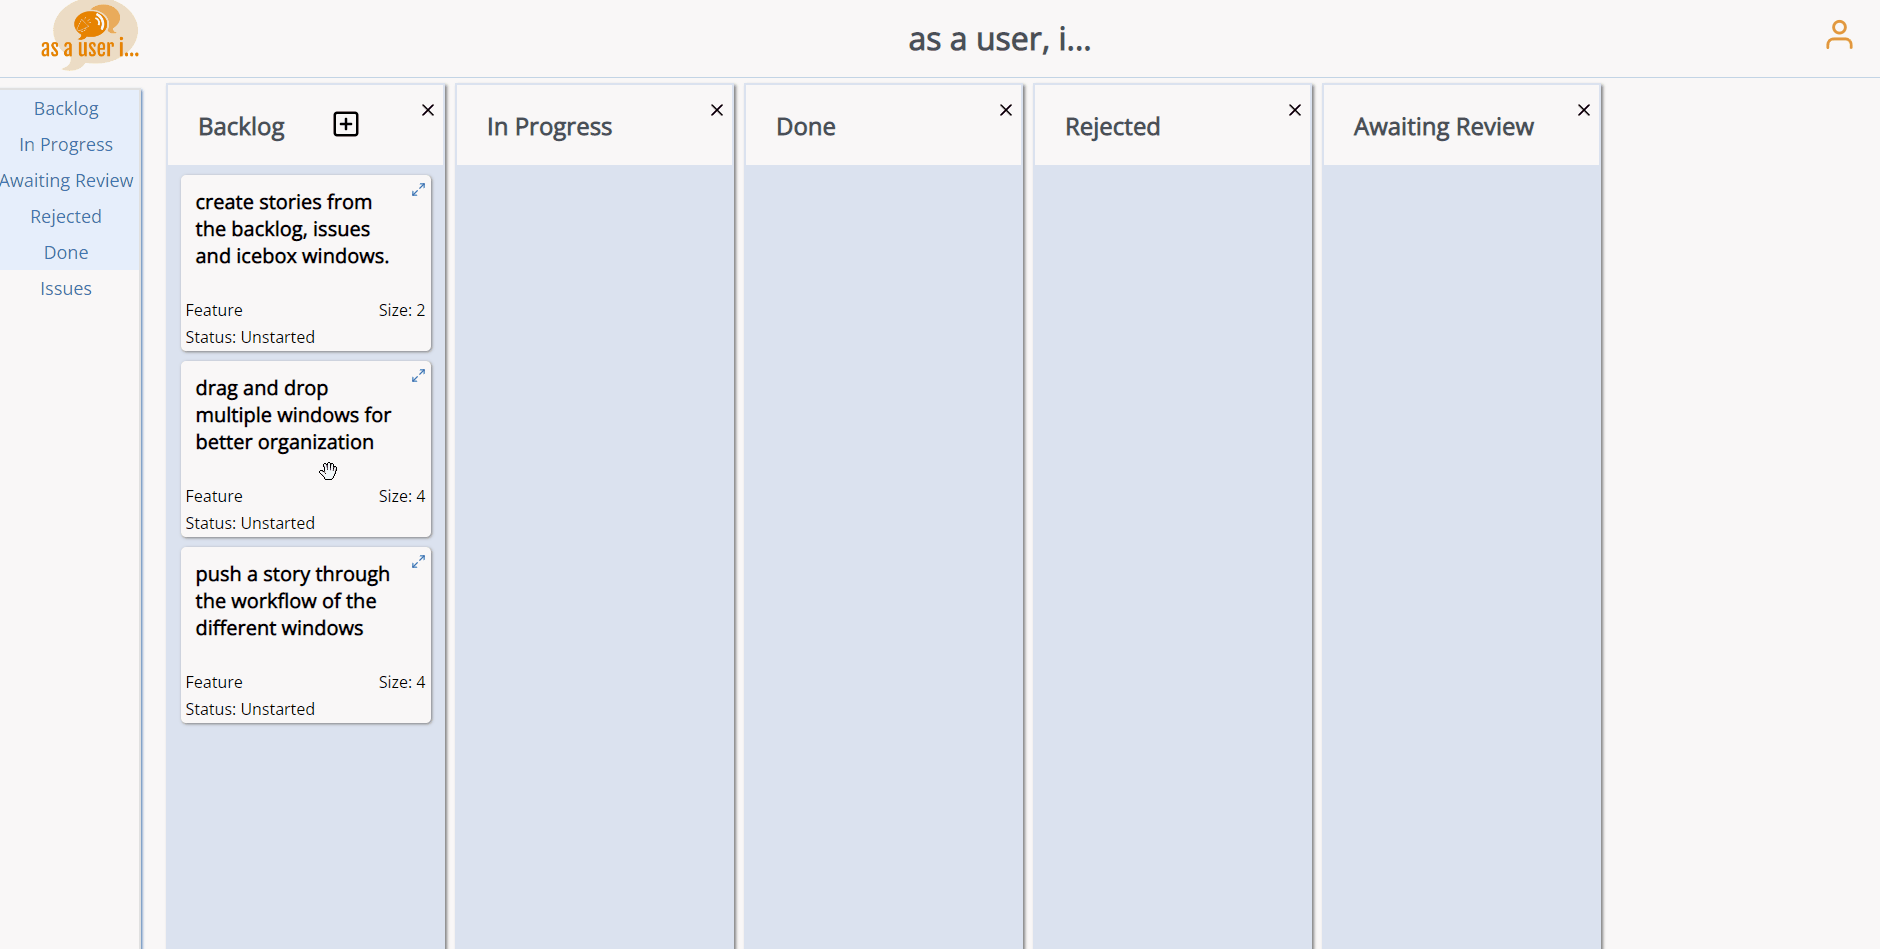 as a user i...
as a user, i...
Backlog
In Progress
Awaiting Review
Rejected
Done
Issues
Backlog
create stories from
the backlog, issues
and icebox windows.
Feature Size: 2
Status: Unstarted
drag and drop
multiple windows for
better organization
Feature Size: 4
Status: Unstarted
push a story through
the workflow of the
different windows
Feature Size: 4
Status: Unstarted
In Progress
Done
Rejected
Awaiting Review